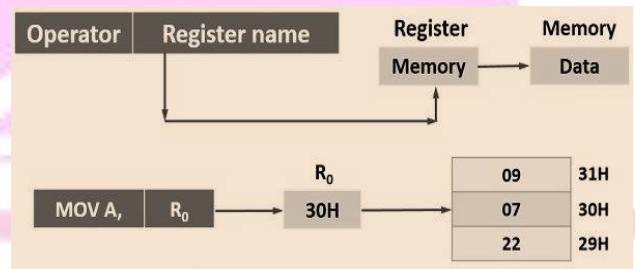 Operator Register name
Register Memory
Memory Data
R₀
MOV A, R₀ 30H
09 31H
07 30H
22 29H